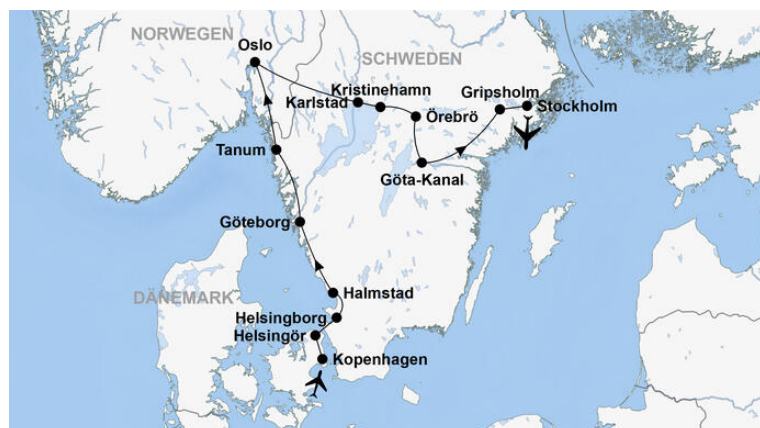 NORWEGEN
Oslo
SCHWEDEN
Kristinehamn
Karlstad
Gripsholm
Stockholm
Örebrö
Tanum
Göta-Kanal
Göteborg
DÄNEMARK
Halmstad
Helsingborg
Helsingör
Kopenhagen